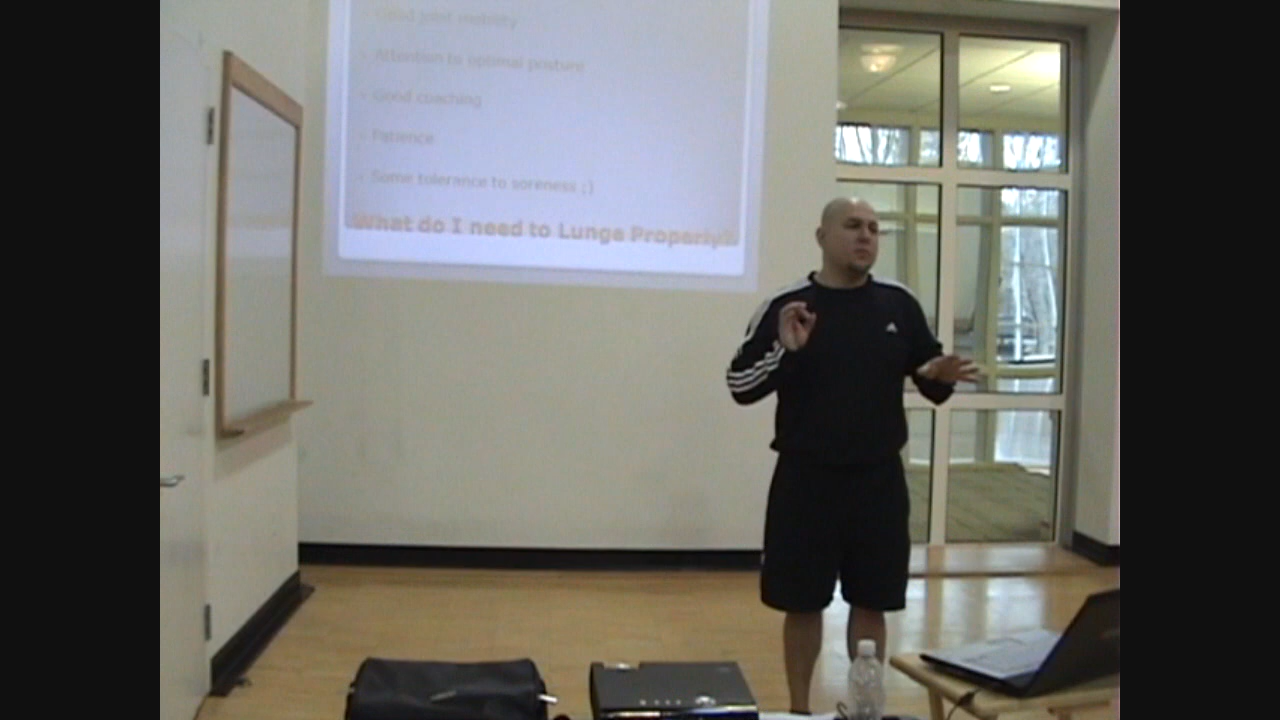 - Good joint mobility
- Attention to optimal posture
- Good coaching
- Patience
- Some tolerance to soreness ;)
What do I need to Lunge Properly?